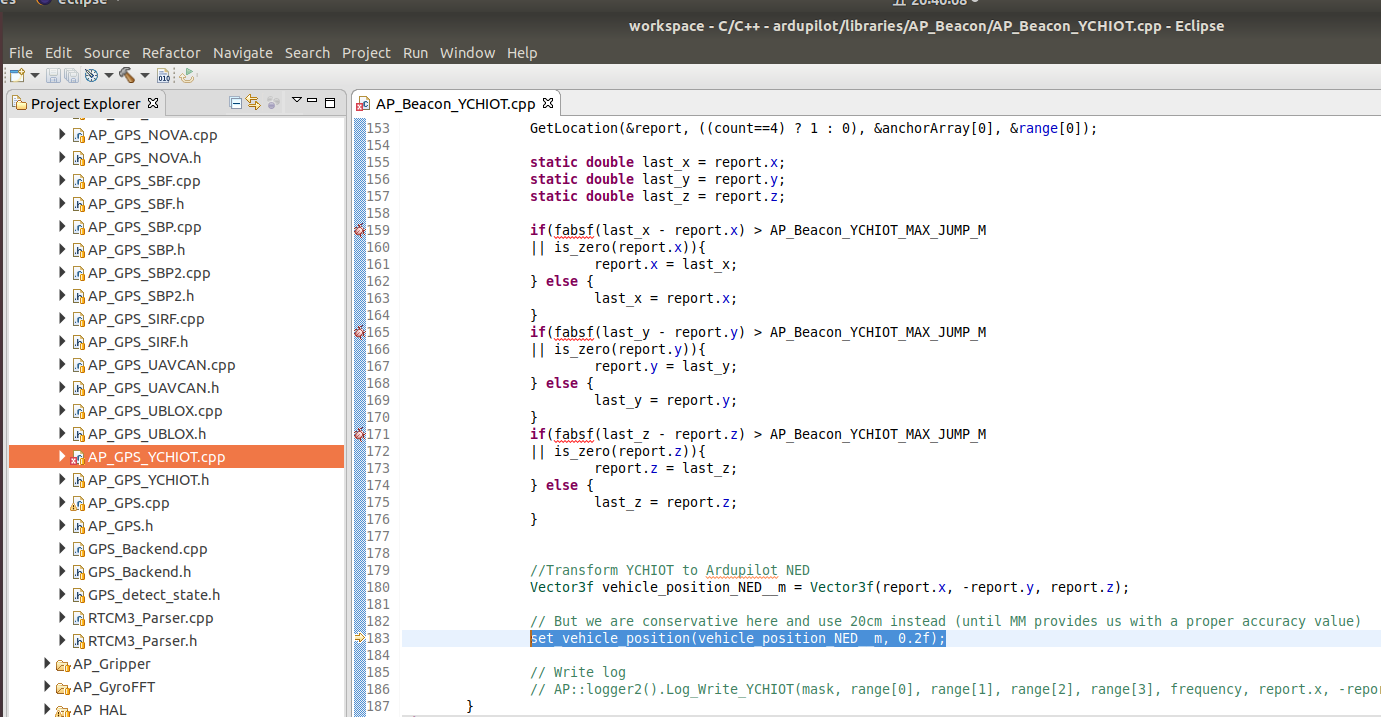 eclipse
workspace - C/C++ - ardupilot/libraries/AP_Beacon/AP_Beacon_YCHIOT.cpp - Eclipse
File Edit Source Refactor Navigate Search Project Run Window Help
Project Explorer
AP_GPS_NOVA.cpp
AP_GPS_NOVA.h
AP_GPS_SBF.cpp
AP_GPS_SBF.h
AP_GPS_SBP.cpp
AP_GPS_SBP.h
AP_GPS_SBP2.cpp
AP_GPS_SBP2.h
AP_GPS_SIRF.cpp
AP_GPS_SIRF.h
AP_GPS_UAVCAN.cpp
AP_GPS_UAVCAN.h
AP_GPS_UBLOX.cpp
AP_GPS_UBLOX.h
AP_GPS_YCHIOT.cpp
AP_GPS_YCHIOT.h
AP_GPS.cpp
AP_GPS.h
GPS_Backend.cpp
GPS_Backend.h
GPS_detect_state.h
RTCM3_Parser.cpp
RTCM3_Parser.h
AP_Gripper
AP_GyroFFT
AP_HAL
AP_Beacon_YCHIOT.cpp
153 GetLocation(&report, ((count==4) ? 1 : 0), &anchorArray[0], &range[0]);
154
155 static double last_x = report.x;
156 static double last_y = report.y;
157 static double last_z = report.z;
158
159 if(fabsf(last_x - report.x) > AP_Beacon_YCHIOT_MAX_JUMP_M
160 || is_zero(report.x)){
161 report.x = last_x;
162 } else {
163 last_x = report.x;
164 }
165 if(fabsf(last_y - report.y) > AP_Beacon_YCHIOT_MAX_JUMP_M
166 || is_zero(report.y)){
167 report.y = last_y;
168 } else {
169 last_y = report.y;
170 }
171 if(fabsf(last_z - report.z) > AP_Beacon_YCHIOT_MAX_JUMP_M
172 || is_zero(report.z)){
173 report.z = last_z;
174 } else {
175 last_z = report.z;
176 }
177
178
179 //Transform YCHIOT to Ardupilot NED
180 Vector3f vehicle_position_NED__m = Vector3f(report.x, -report.y, report.z);
181
182 // But we are conservative here and use 20cm instead (until MM provides us with a proper accuracy value)
183 set_vehicle_position(vehicle_position_NED__m, 0.2f);
184
185 // Write log
186 // AP::logger2().Log_Write_YCHIOT(mask, range[0], range[1], range[2], range[3], frequency, report.x, -repor
187 }